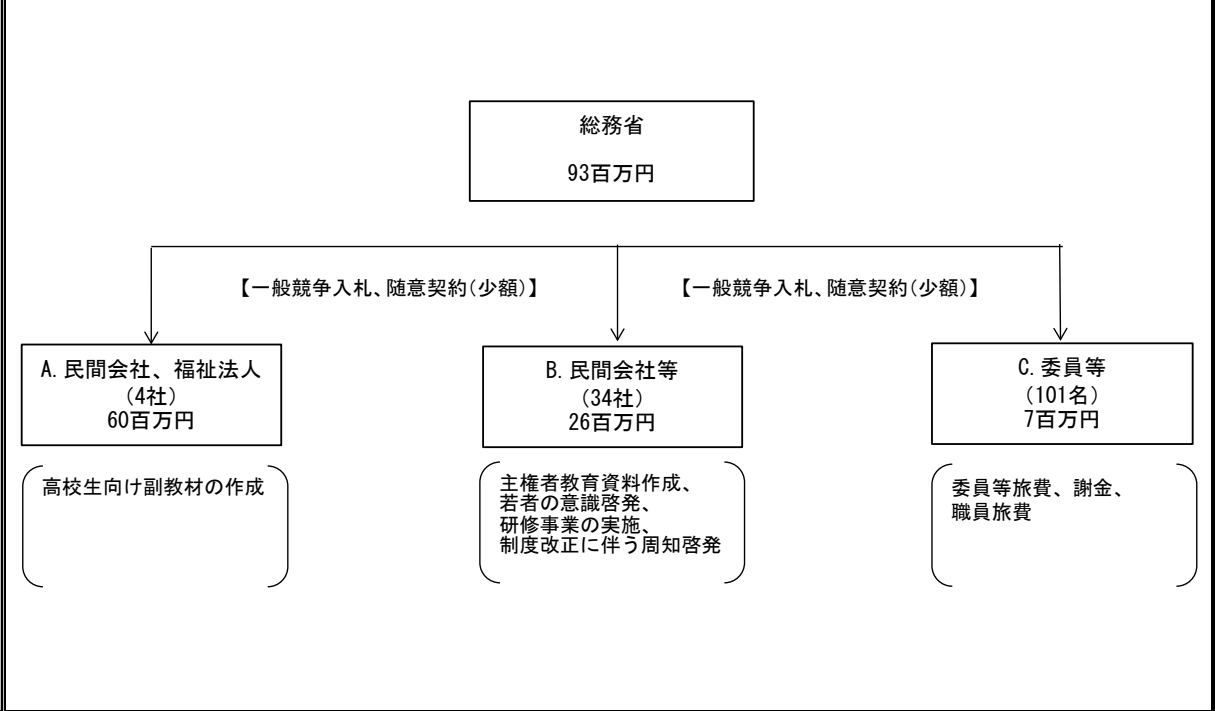 総務省
93百万円
【一般競争入札、随意契約(少額)】
【一般競争入札、随意契約(少額)】
A.民間会社、福祉法人
(4社)
60百万円
高校生向け副教材の作成
B.民間会社等
(34社)
26百万円
主権者教育資料作成、
若者の意識啓発、
研修事業の実施、
制度改正に伴う周知啓発
C.委員等
(101名)
7百万円
委員等旅費、謝金、
職員旅費